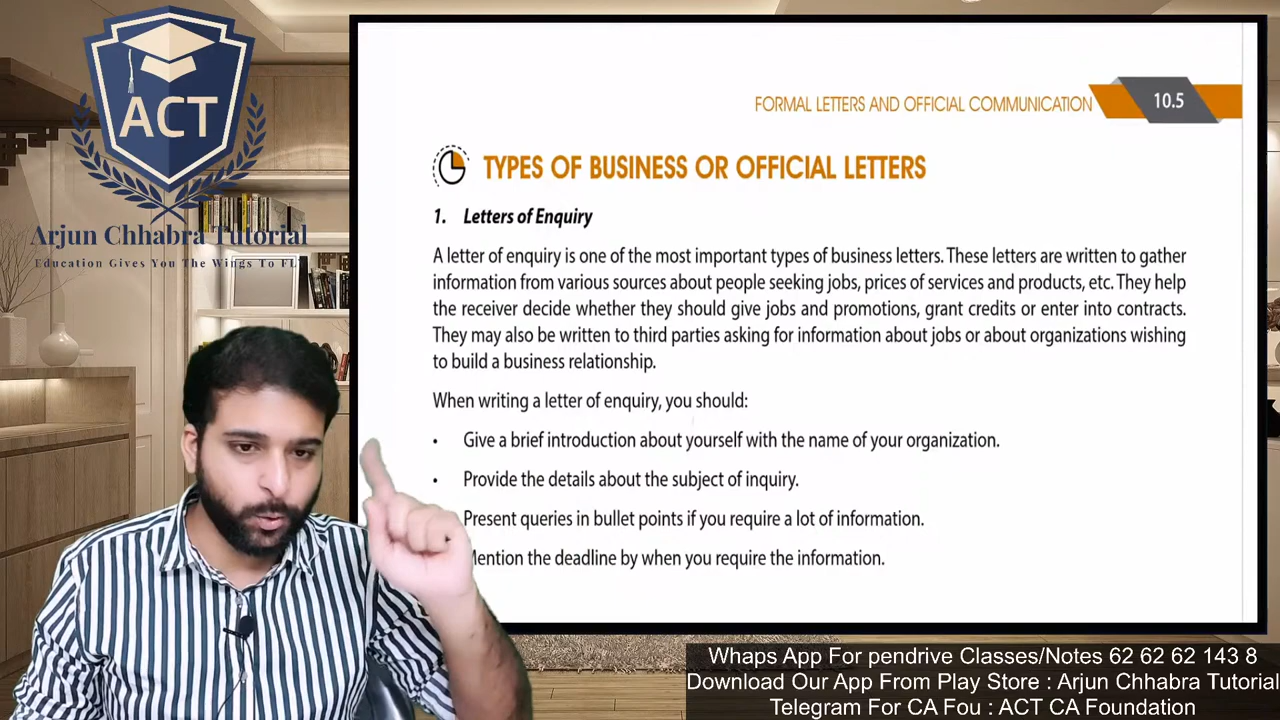 ACT
Arjun Chhabra Tutorial
Education Gives You The Wings To FL
FORMAL LETTERS AND OFFICIAL COMMUNICATION 10.5
TYPES OF BUSINESS OR OFFICIAL LETTERS
1. Letters of Enquiry
A letter of enquiry is one of the most important types of business letters. These letters are written to gather
information from various sources about people seeking jobs, prices of services and products, etc. They help
the receiver decide whether they should give jobs and promotions, grant credits or enter into contracts.
They may also be written to third parties asking for information about jobs or about organizations wishing
to build a business relationship.
When writing a letter of enquiry, you should:
• Give a brief introduction about yourself with the name of your organization.
• Provide the details about the subject of inquiry.
Present queries in bullet points if you require a lot of information.
Mention the deadline by when you require the information.
Whaps App For pendrive Classes/Notes 62 62 62 143 8
Download Our App From Play Store : Arjun Chhabra Tutorial
Telegram For CA Fou : ACT CA Foundation